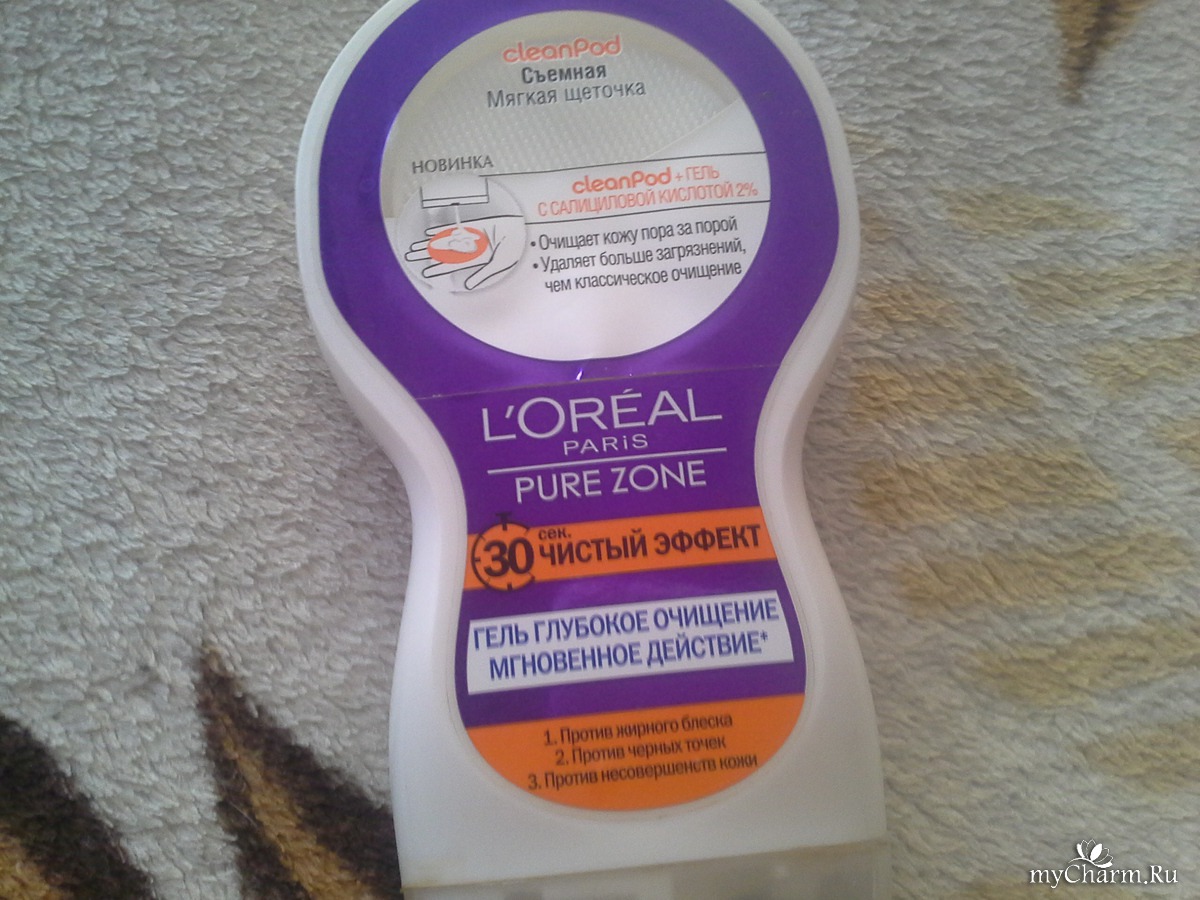 cleanPod
Съемная
Мягкая щеточка
НОВИНКА
cleanPod + ГЕЛЬ
С САЛИЦИЛОВОЙ КИСЛОТОЙ 2%
• Очищает кожу пора за порой
• Удаляет больше загрязнений,
чем классическое очищение
L'ORÉAL
PARiS
PURE ZONE
30 сек.
ЧИСТЫЙ ЭФФЕКТ
ГЕЛЬ ГЛУБОКОЕ ОЧИЩЕНИЕ
МГНОВЕННОЕ ДЕЙСТВИЕ*
1. Против жирного блеска
2. Против черных точек
3. Против несовершенств кожи
myCharm.Ru